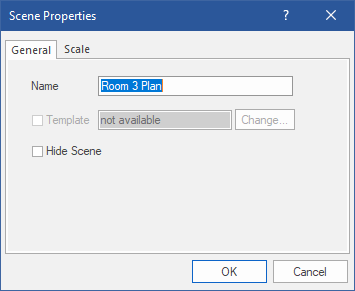 Scene Properties ?
General Scale
Name Room 3 Plan
Template not available Change...
Hide Scene
OK Cancel